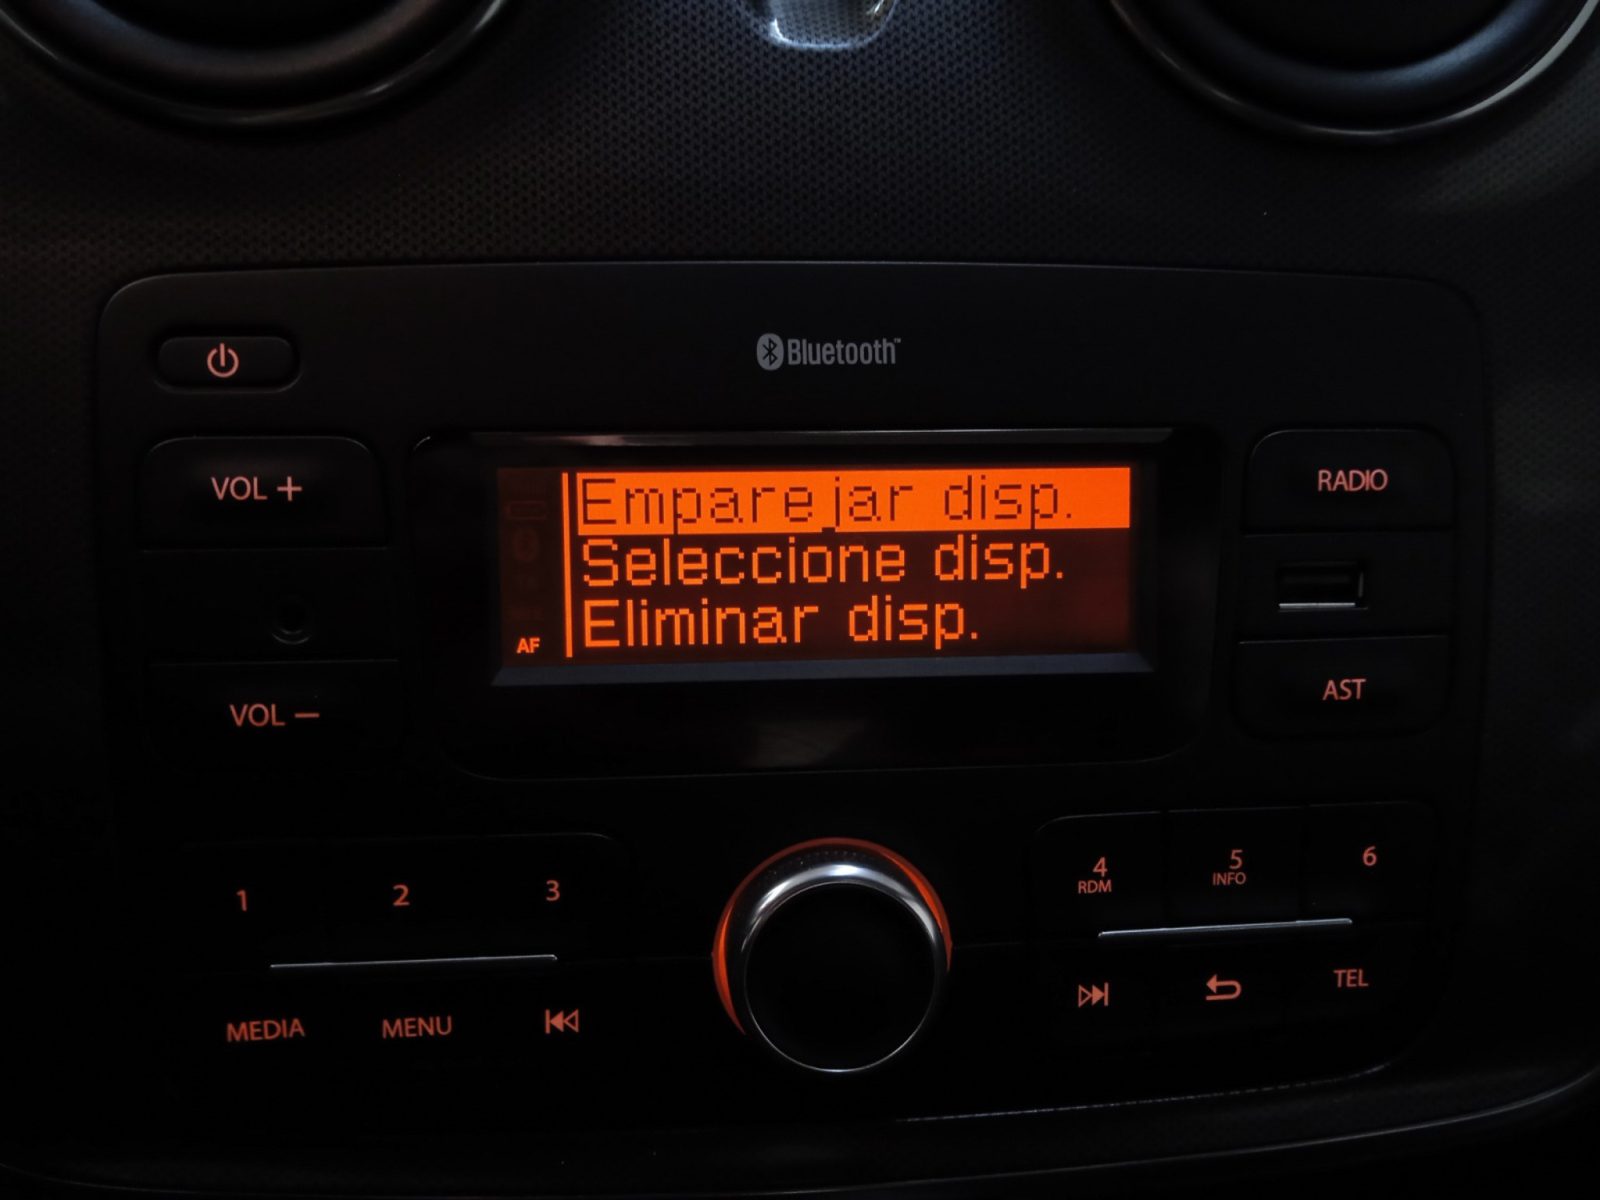 Bluetooth™
VOL +
Emparejar disp.
Seleccione disp.
Eliminar disp.
AF
VOL –
RADIO
AST
1
2
3
4
RDM
5
INFO
6
MEDIA
MENU
TEL